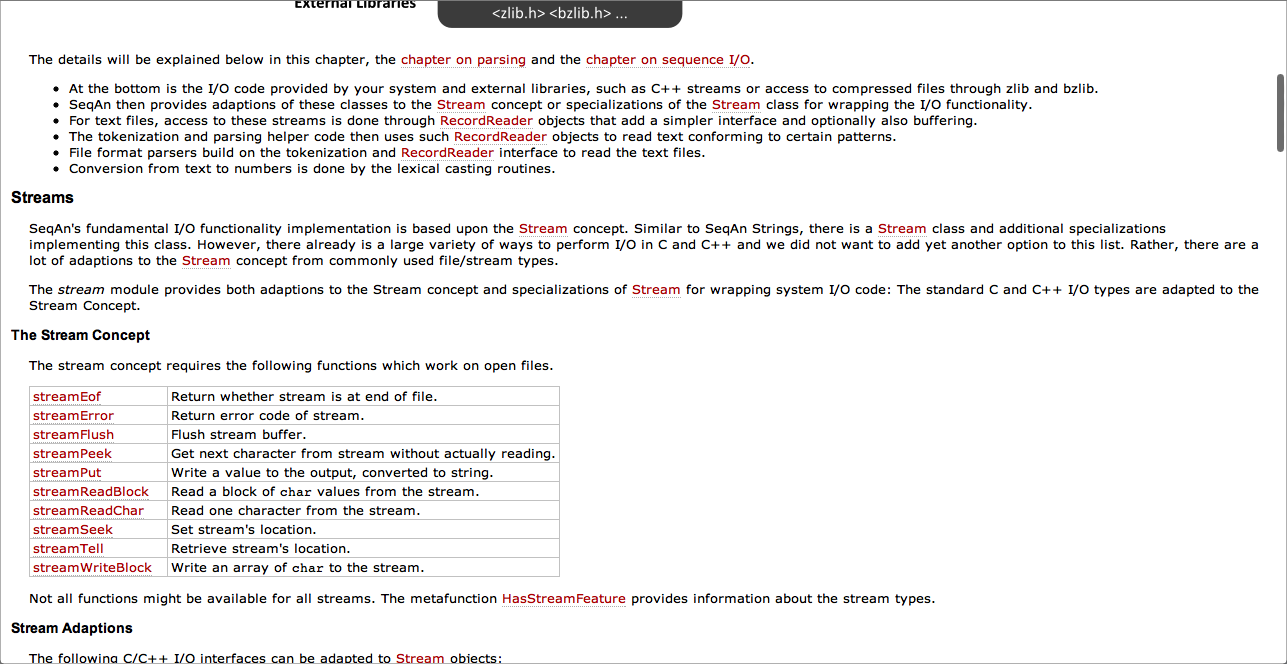 External Libraries
<zlib.h> <bzlib.h> ...
The details will be explained below in this chapter, the chapter on parsing and the chapter on sequence I/O.
• At the bottom is the I/O code provided by your system and external libraries, such as C++ streams or access to compressed files through zlib and bzlib.
• SeqAn then provides adaptions of these classes to the Stream concept or specializations of the Stream class for wrapping the I/O functionality.
• For text files, access to these streams is done through RecordReader objects that add a simpler interface and optionally also buffering.
• The tokenization and parsing helper code then uses such RecordReader objects to read text conforming to certain patterns.
• File format parsers build on the tokenization and RecordReader interface to read the text files.
• Conversion from text to numbers is done by the lexical casting routines.
Streams
SeqAn's fundamental I/O functionality implementation is based upon the Stream concept. Similar to SeqAn Strings, there is a Stream class and additional specializations
implementing this class. However, there already is a large variety of ways to perform I/O in C and C++ and we did not want to add yet another option to this list. Rather, there are a
lot of adaptions to the Stream concept from commonly used file/stream types.
The stream module provides both adaptions to the Stream concept and specializations of Stream for wrapping system I/O code: The standard C and C++ I/O types are adapted to the
Stream Concept.
The Stream Concept
The stream concept requires the following functions which work on open files.
streamEof Return whether stream is at end of file.
streamError Return error code of stream.
streamFlush Flush stream buffer.
streamPeek Get next character from stream without actually reading.
streamPut Write a value to the output, converted to string.
streamReadBlock Read a block of char values from the stream.
streamReadChar Read one character from the stream.
streamSeek Set stream's location.
streamTell Retrieve stream's location.
streamWriteBlock Write an array of char to the stream.
Not all functions might be available for all streams. The metafunction HasStreamFeature provides information about the stream types.
Stream Adaptions
The following C/C++ I/O interfaces can be adapted to Stream objects: